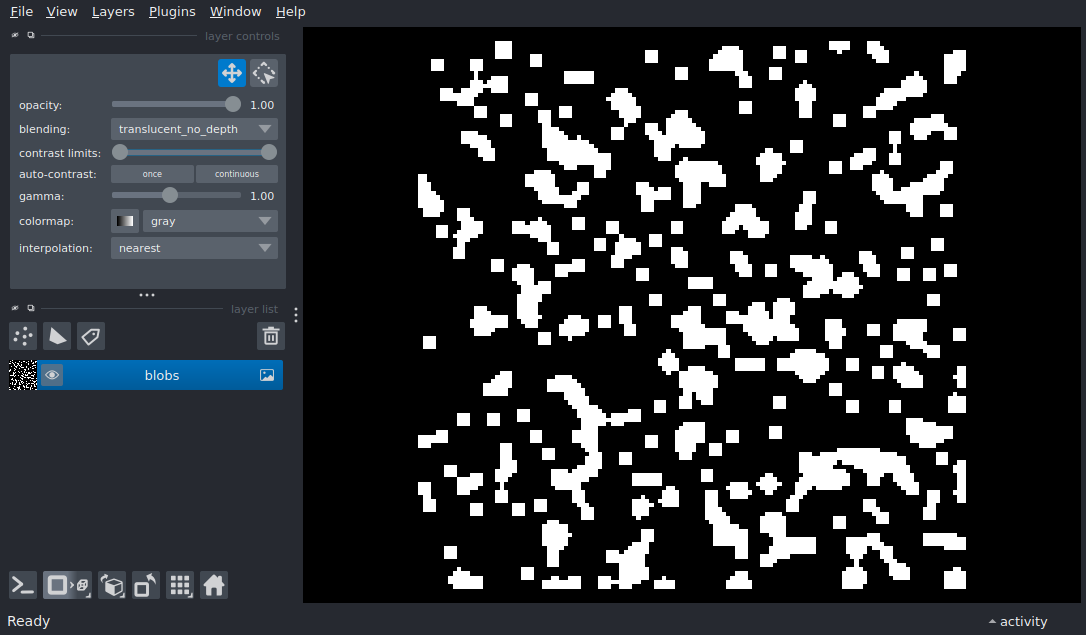 File View Layers Plugins Window Help
layer controls
opacity: 1.00
blending: translucent_no_depth
contrast limits:
auto-contrast: once continuous
gamma: 1.00
colormap: gray
interpolation: nearest
layer list
blobs
Ready
activity